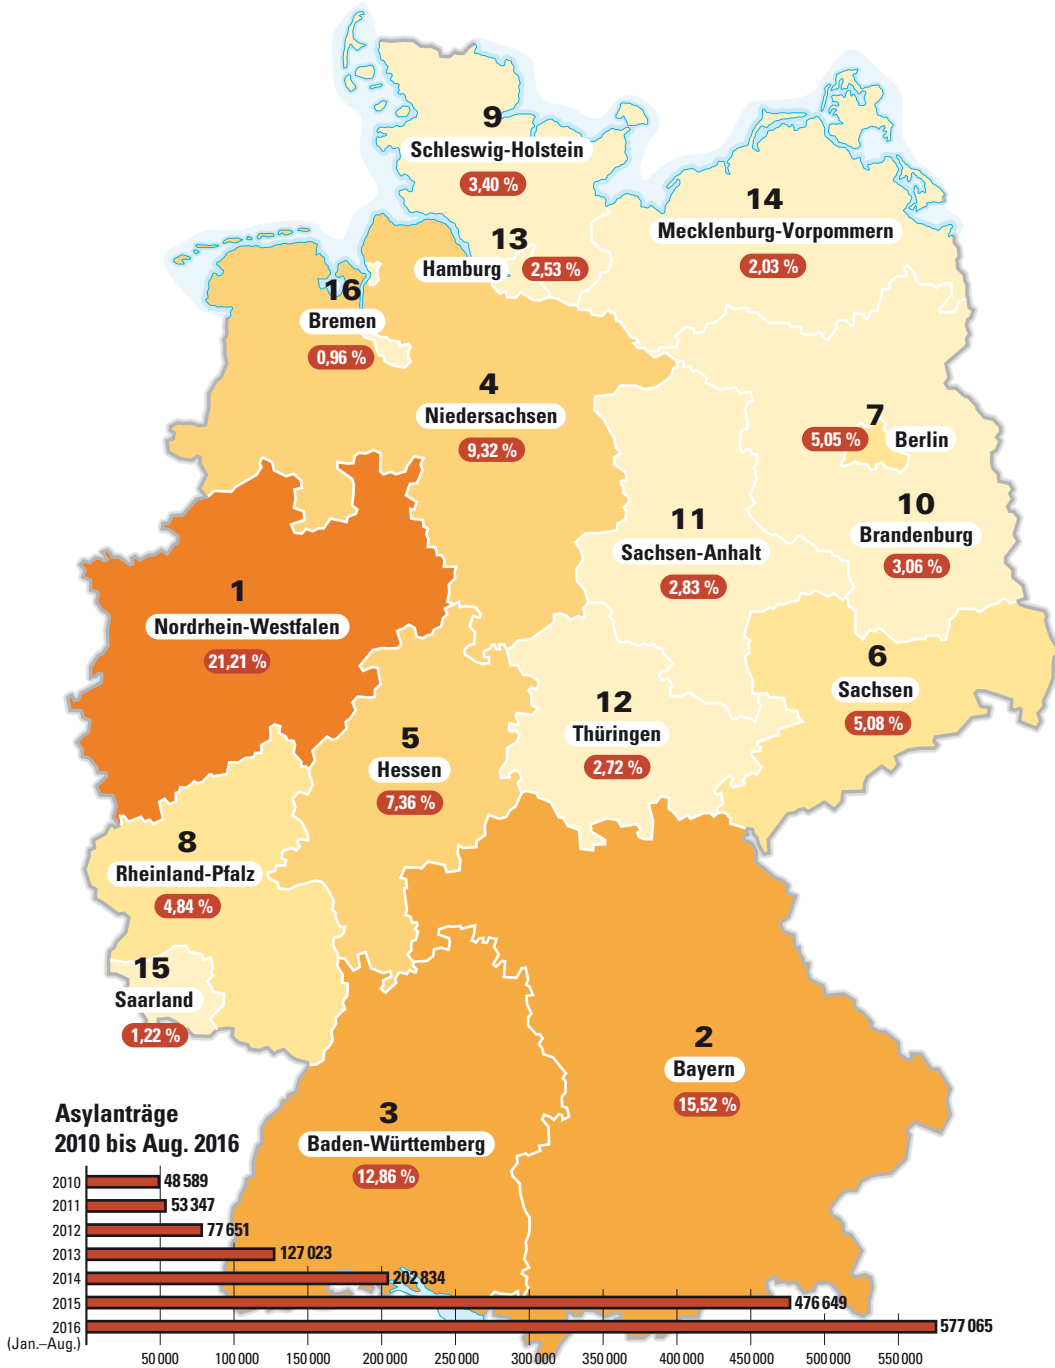 9
Schleswig-Holstein
3,40 %
14
Mecklenburg-Vorpommern
2,03 %
13
Hamburg
2,53 %
16
Bremen
0,96 %
4
Niedersachsen
9,32 %
7
5,05 %
Berlin
10
Brandenburg
3,06 %
11
Sachsen-Anhalt
2,83 %
1
Nordrhein-Westfalen
21,21 %
6
Sachsen
5,08 %
12
Thüringen
2,72 %
5
Hessen
7,36 %
8
Rheinland-Pfalz
4,84 %
15
Saarland
1,22 %
2
Bayern
15,52 %
3
Baden-Württemberg
12,86 %
Asylanträge
2010 bis Aug. 2016
2010 48 589
2011 53 347
2012 77 651
2013 127 023
2014 202 834
2015 476 649
2016 577 065
(Jan.–Aug.)
50 000 100 000 150 000 200 000 250 000 300 000 350 000 400 000 450 000 500 000 550 000